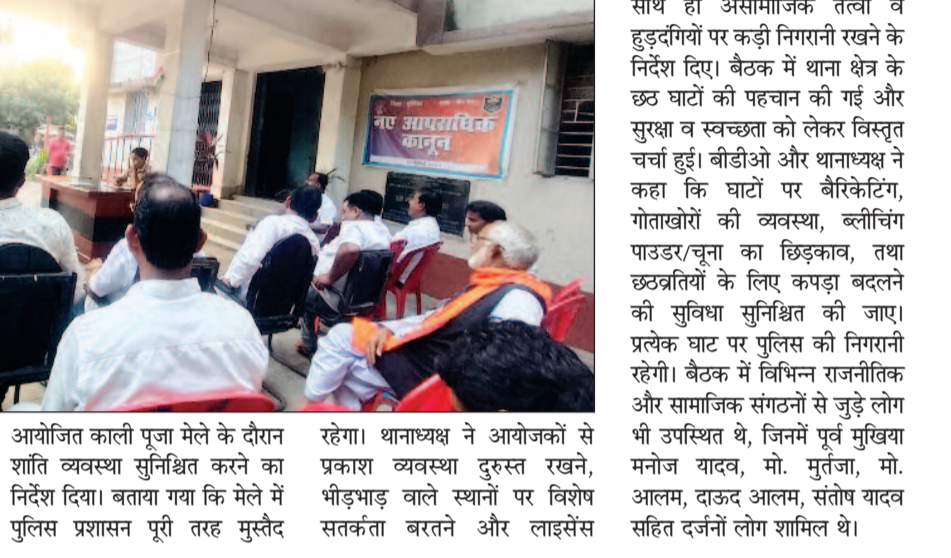 नए आपराधिक
कानून
आयोजित काली पूजा मेले के दौरान
शांति व्यवस्था सुनिश्चित करने का
निर्देश दिया। बताया गया कि मेले में
पुलिस प्रशासन पूरी तरह मुस्तैद
रहेगा। थानाध्यक्ष ने आयोजकों से
प्रकाश व्यवस्था दुरुस्त रखने,
भीड़भाड़ वाले स्थानों पर विशेष
सतर्कता बरतने और लाइसेंस
साथ ही असामाजिक तत्वों व
हुड़दंगियों पर कड़ी निगरानी रखने के
निर्देश दिए। बैठक में थाना क्षेत्र के
छठ घाटों की पहचान की गई और
सुरक्षा व स्वच्छता को लेकर विस्तृत
चर्चा हुई। बीडीओ और थानाध्यक्ष ने
कहा कि घाटों पर बैरिकेटिंग,
गोताखोरों की व्यवस्था, ब्लीचिंग
पाउडर/चूना का छिड़काव, तथा
छठव्रतियों के लिए कपड़ा बदलने
की सुविधा सुनिश्चित की जाए।
प्रत्येक घाट पर पुलिस की निगरानी
रहेगी। बैठक में विभिन्न राजनीतिक
और सामाजिक संगठनों से जुड़े लोग
भी उपस्थित थे, जिनमें पूर्व मुखिया
मनोज यादव, मो. मुर्तजा, मो.
आलम, दाऊद आलम, संतोष यादव
सहित दर्जनों लोग शामिल थे।